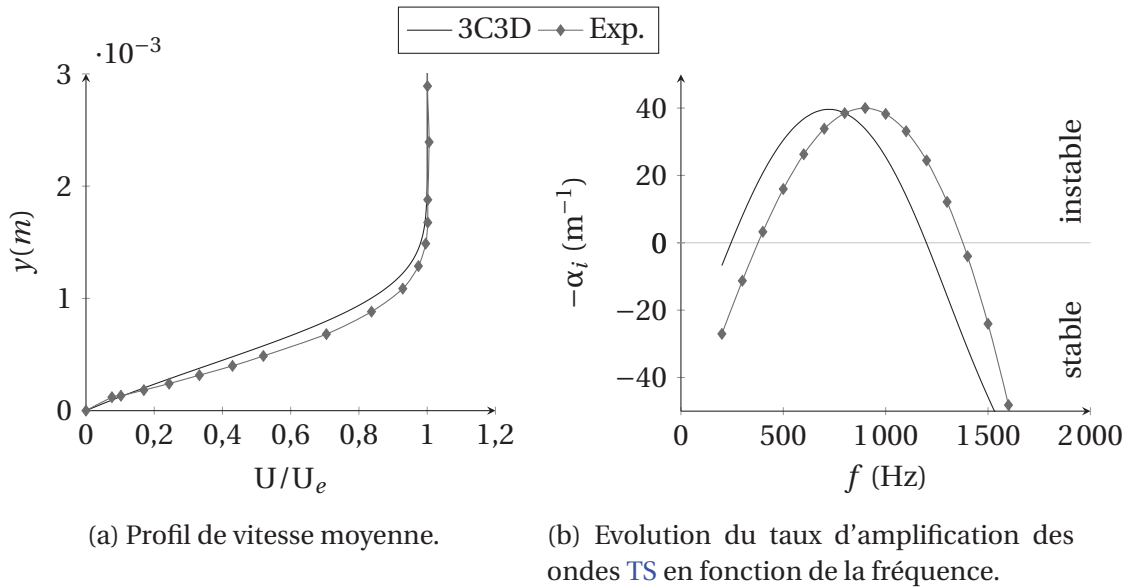 3C3D Exp.
·10⁻³
3
2
1
0
y(m)
0 0,2 0,4 0,6 0,8 1 1,2
U/Uₑ
40
20
0
−20
−40
−αᵢ (m⁻¹)
instable
stable
0 500 1 000 1 500 2 000
f (Hz)
(a) Profil de vitesse moyenne.
(b) Evolution du taux d'amplification des
ondes TS en fonction de la fréquence.